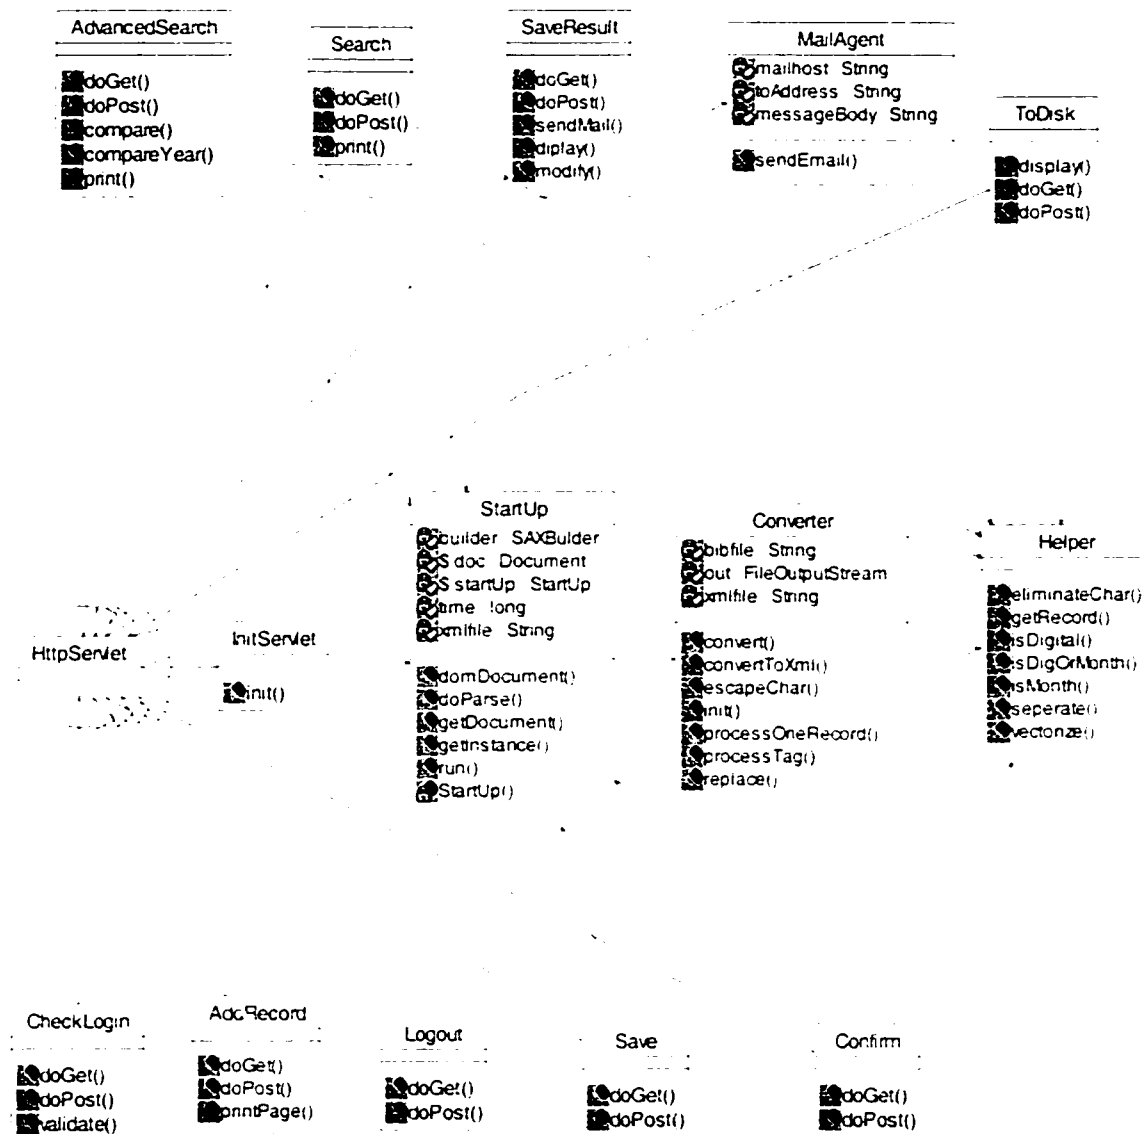 AdvancedSearch
doGet()
doPost()
compare()
compareYear()
print()
Search
doGet()
doPost()
print()
SaveResult
doGet()
doPost()
sendMail()
diplay()
modify()
MailAgent
mailhost String
toAddress String
messageBody String
sendEmail()
ToDisk
display()
doGet()
doPost()
HttpServlet
InitServlet
init()
StartUp
builder SAXBuilder
S doc Document
S startUp StartUp
time long
xmlfile String
domDocument()
doParse()
getDocument()
getInstance()
run()
StartUp()
Converter
bibfile String
out FileOutputStream
xmlfile String
convert()
convertToXml()
escapeChar()
init()
processOneRecord()
processTag()
replace()
Helper
eliminateChar()
getRecord()
isDigital()
isDigOrMonth()
isMonth()
seperate()
vectorize()
CheckLogin
doGet()
doPost()
validate()
AddRecord
doGet()
doPost()
printPage()
Logout
doGet()
doPost()
Save
doGet()
doPost()
Confirm
doGet()
doPost()